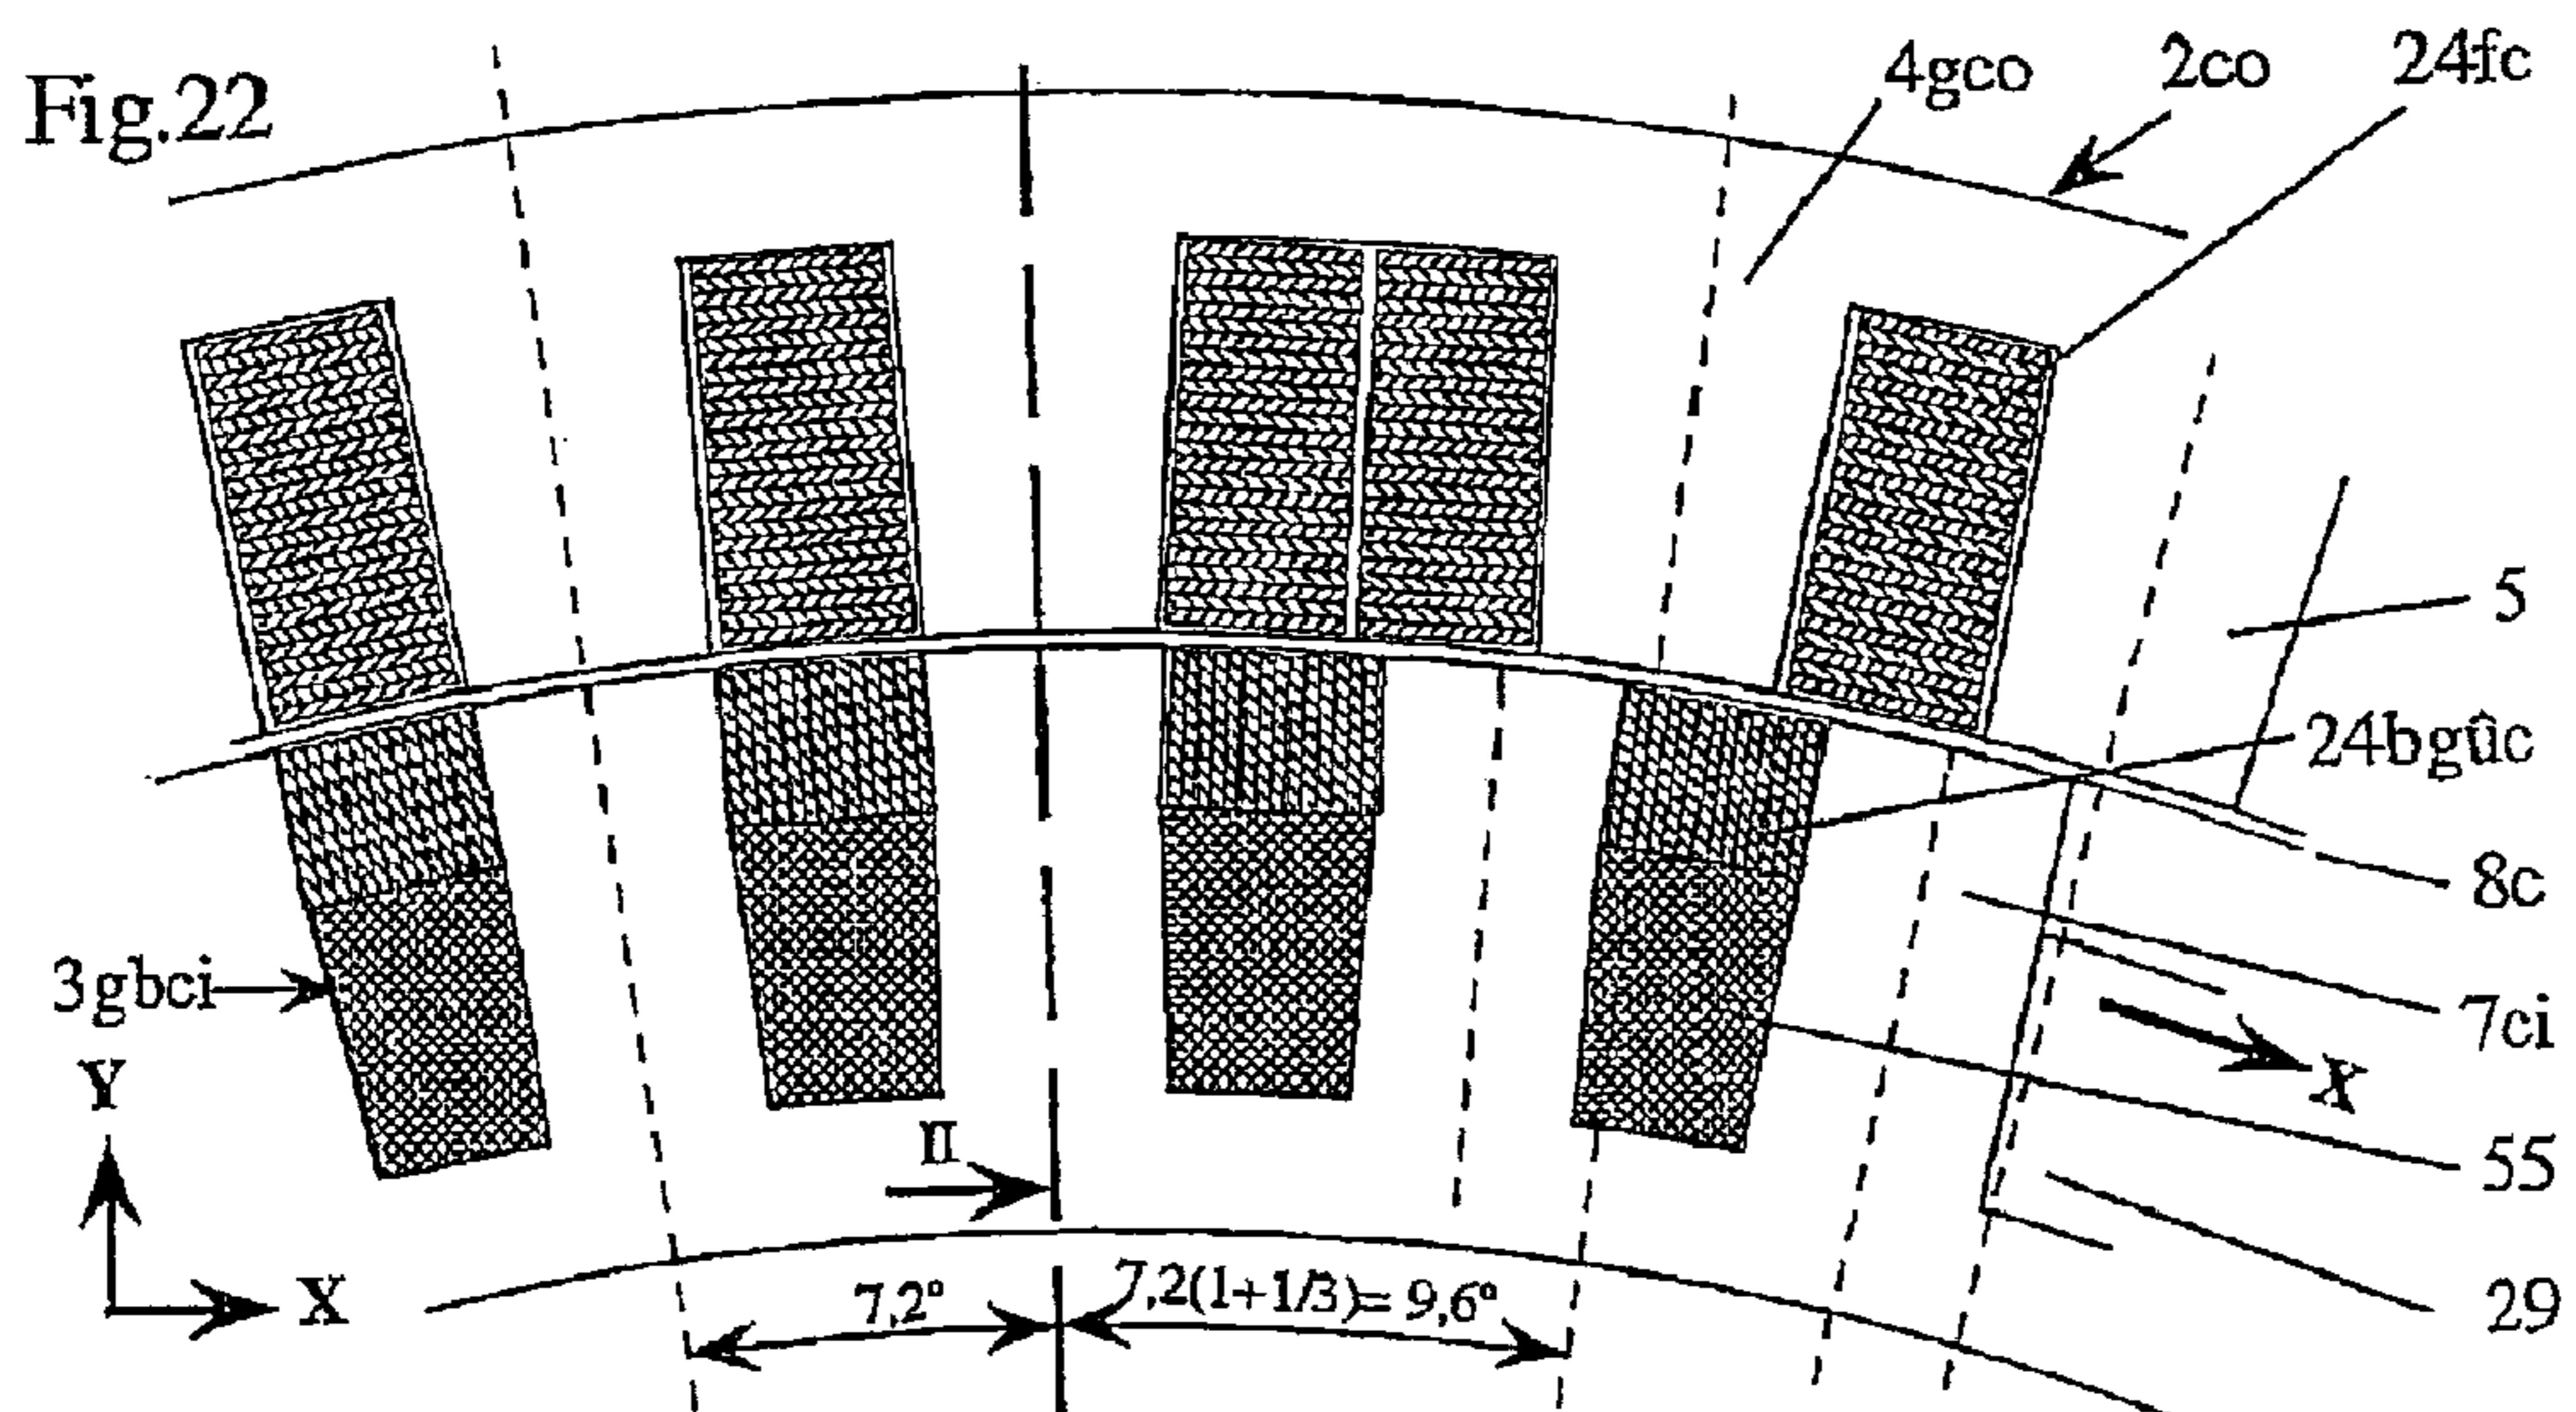 Fig.22
4gco
2co
24fc
5
24bgûc
8c
3gbci
7ci
Y
X
X
II
55
29
7,2°
7,2(1+1/3)= 9,6°